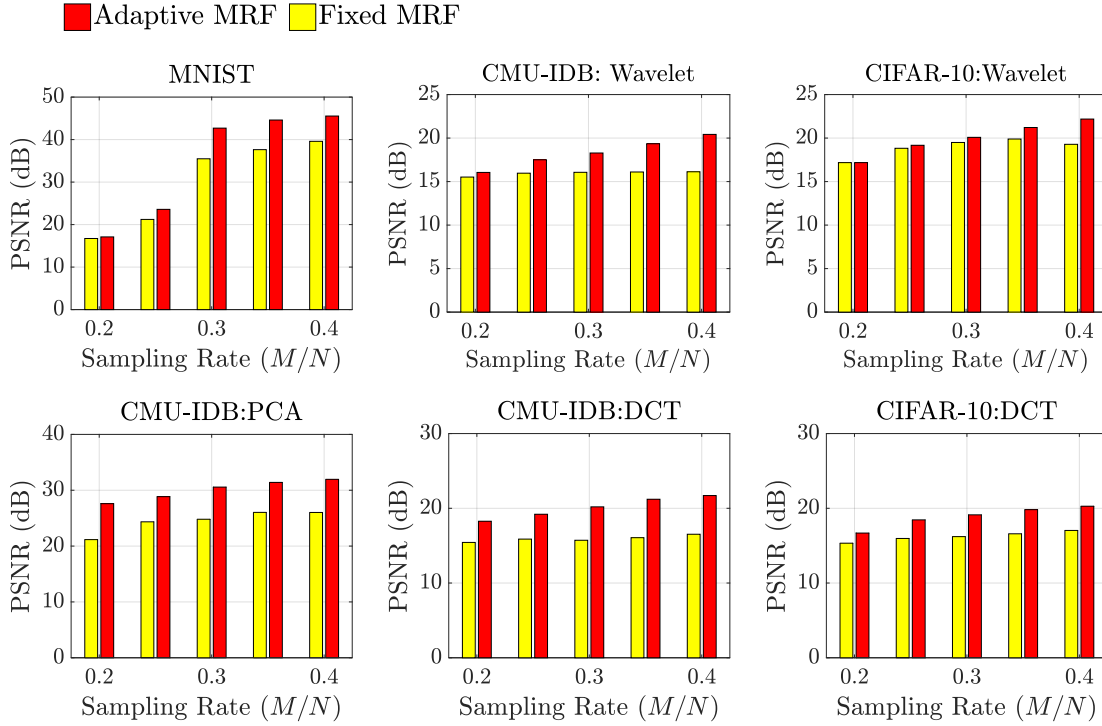 Adaptive MRF Fixed MRF
MNIST
50
40
30
20
10
0
PSNR (dB)
0.2 0.3 0.4
Sampling Rate (M/N)
CMU-IDB: Wavelet
25
20
15
10
5
0
PSNR (dB)
0.2 0.3 0.4
Sampling Rate (M/N)
CIFAR-10:Wavelet
25
20
15
10
5
0
PSNR (dB)
0.2 0.3 0.4
Sampling Rate (M/N)
CMU-IDB:PCA
40
30
20
10
0
PSNR (dB)
0.2 0.3 0.4
Sampling Rate (M/N)
CMU-IDB:DCT
30
20
10
0
PSNR (dB)
0.2 0.3 0.4
Sampling Rate (M/N)
CIFAR-10:DCT
30
20
10
0
PSNR (dB)
0.2 0.3 0.4
Sampling Rate (M/N)